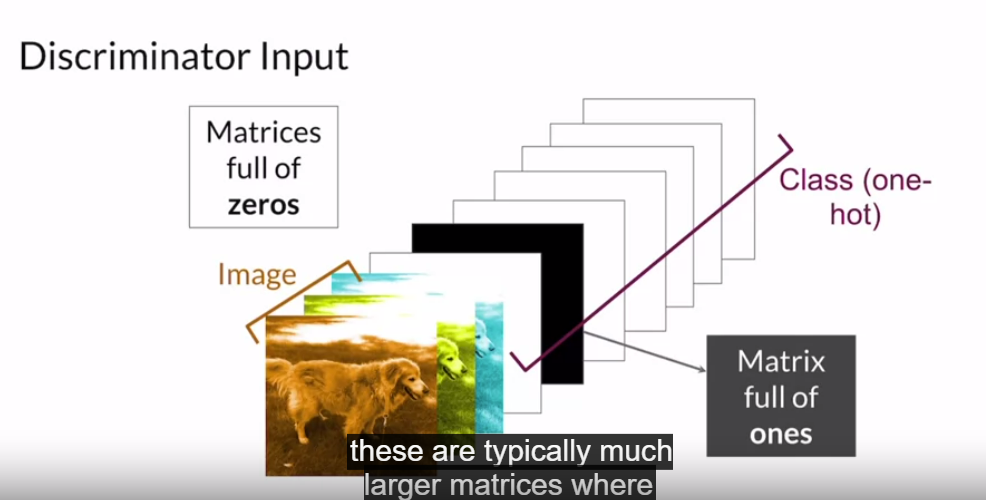 Discriminator Input
Matrices
full of
zeros
Class (one-
hot)
Image
Matrix
full of
ones
these are typically much
larger matrices where